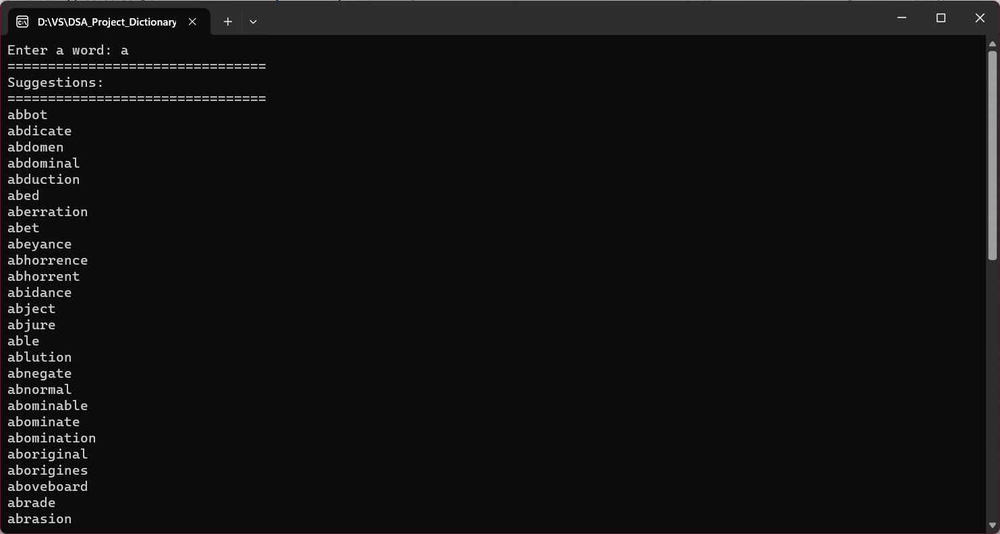 D:\VS\DSA_Project_Dictionary
Enter a word: a
================================
Suggestions:
================================
abbot
abdicate
abdomen
abdominal
abduction
abed
aberration
abet
abeyance
abhorrence
abhorrent
abidance
abject
abjure
able
ablution
abnegate
abnormal
abominable
abominate
abomination
aboriginal
aborigines
aboveboard
abrade
abrasion